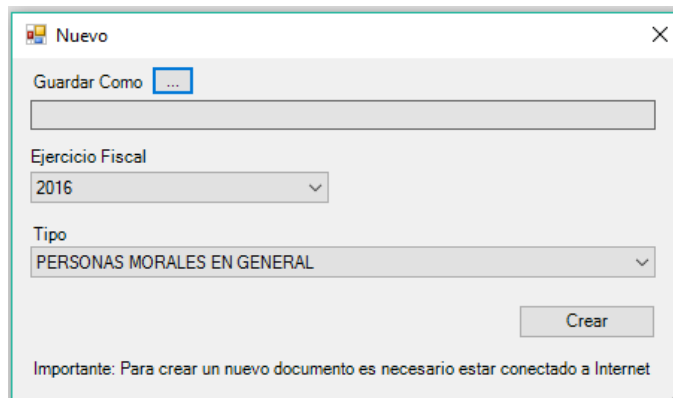 Nuevo
Guardar Como ...
Ejercicio Fiscal
2016
Tipo
PERSONAS MORALES EN GENERAL
Crear
Importante: Para crear un nuevo documento es necesario estar conectado a Internet